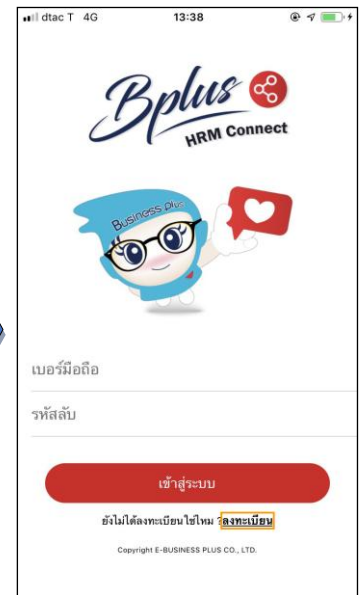 dtac T 4G 13:38
Bplus
HRM Connect
Business Plus
เบอร์มือถือ
รหัสลับ
เข้าสู่ระบบ
ยังไม่ได้ลงทะเบียนใช่ไหม ?ลงทะเบียน
Copyright E-BUSINESS PLUS CO., LTD.